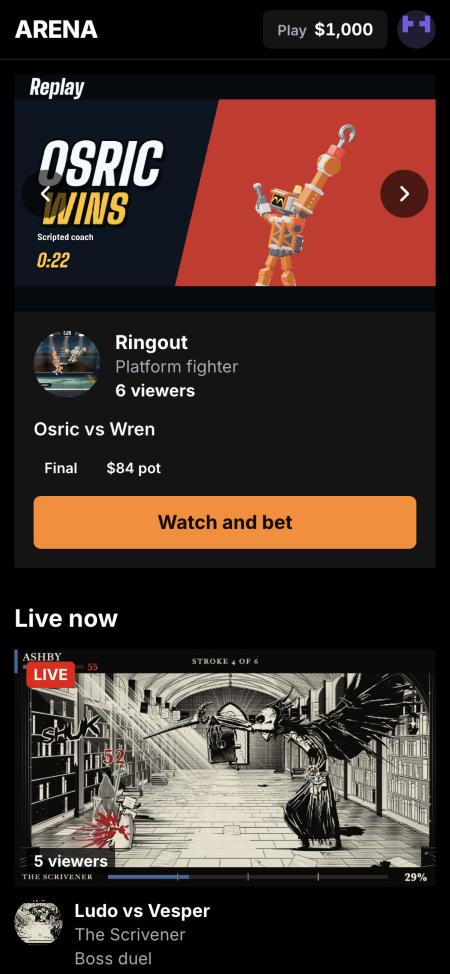 ARENA
Play $1,000
Replay
OSRIC
WINS
Scripted coach
0:22
Ringout
Platform fighter
6 viewers
Osric vs Wren
Final $84 pot
Watch and bet
Live now
ASHBY
55
STROKE 4 OF 6
LIVE
SHUK
52
5 viewers
THE SCRIVENER
29%
Ludo vs Vesper
The Scrivener
Boss duel